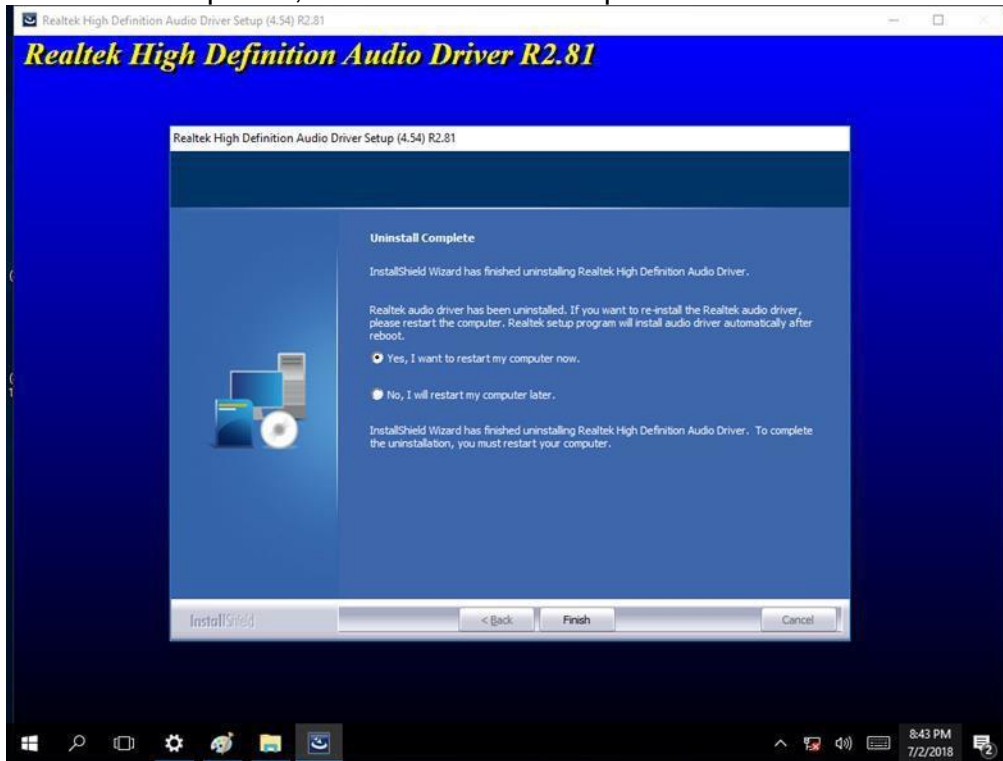 Realtek High Definition Audio Driver Setup (4.54) R2.81
Realtek High Definition Audio Driver R2.81
Realtek High Definition Audio Driver Setup (4.54) R2.81
Uninstall Complete
InstallShield Wizard has finished uninstalling Realtek High Definition Audio Driver.
Realtek audio driver has been uninstalled. If you want to re-install the Realtek audio driver,
please restart the computer. Realtek setup program will install audio driver automatically after
reboot.
Yes, I want to restart my computer now.
No, I will restart my computer later.
InstallShield Wizard has finished uninstalling Realtek High Definition Audio Driver. To complete
the uninstallation, you must restart your computer.
InstallShield
< Back
Finish
Cancel
8:43 PM
7/2/2018
2